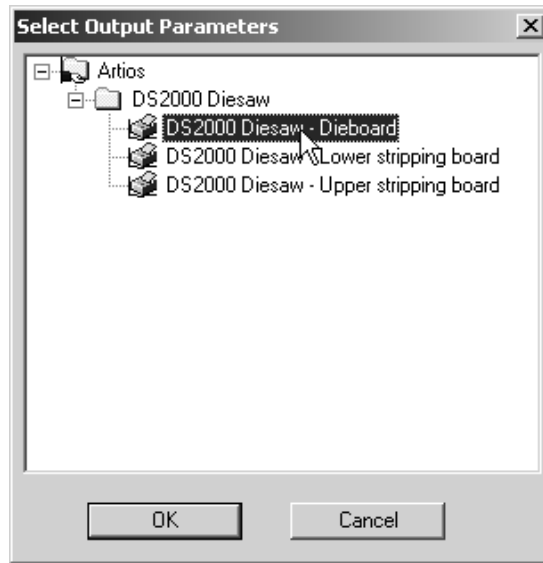 Select Output Parameters
Artios
DS2000 Diesaw
DS2000 Diesaw - Dieboard
DS2000 Diesaw - Lower stripping board
DS2000 Diesaw - Upper stripping board
OK Cancel